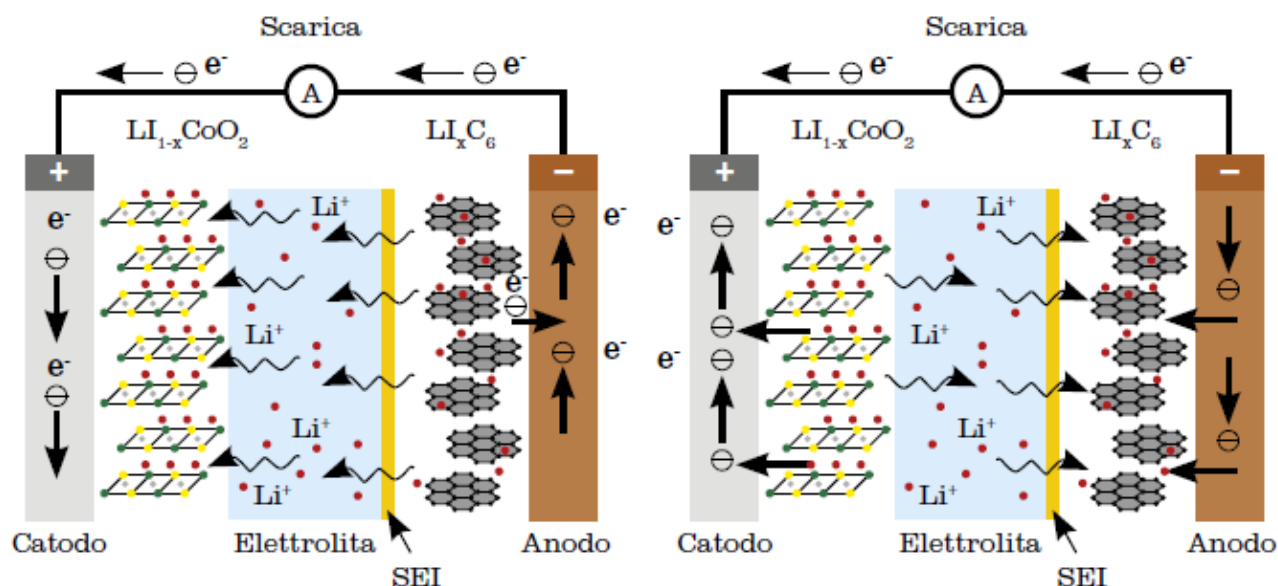 Scarica
e⁻
e⁻
A
LI₁₋ₓCoO₂
LIₓC₆
+
−
e⁻
e⁻
Li⁺
Li⁺
Li⁺
Li⁺
e⁻
e⁻
e⁻
Catodo
Elettrolita
Anodo
SEI
Scarica
e⁻
e⁻
A
LI₁₋ₓCoO₂
LIₓC₆
+
−
e⁻
e⁻
Li⁺
Li⁺
Li⁺
Li⁺
Catodo
Elettrolita
Anodo
SEI